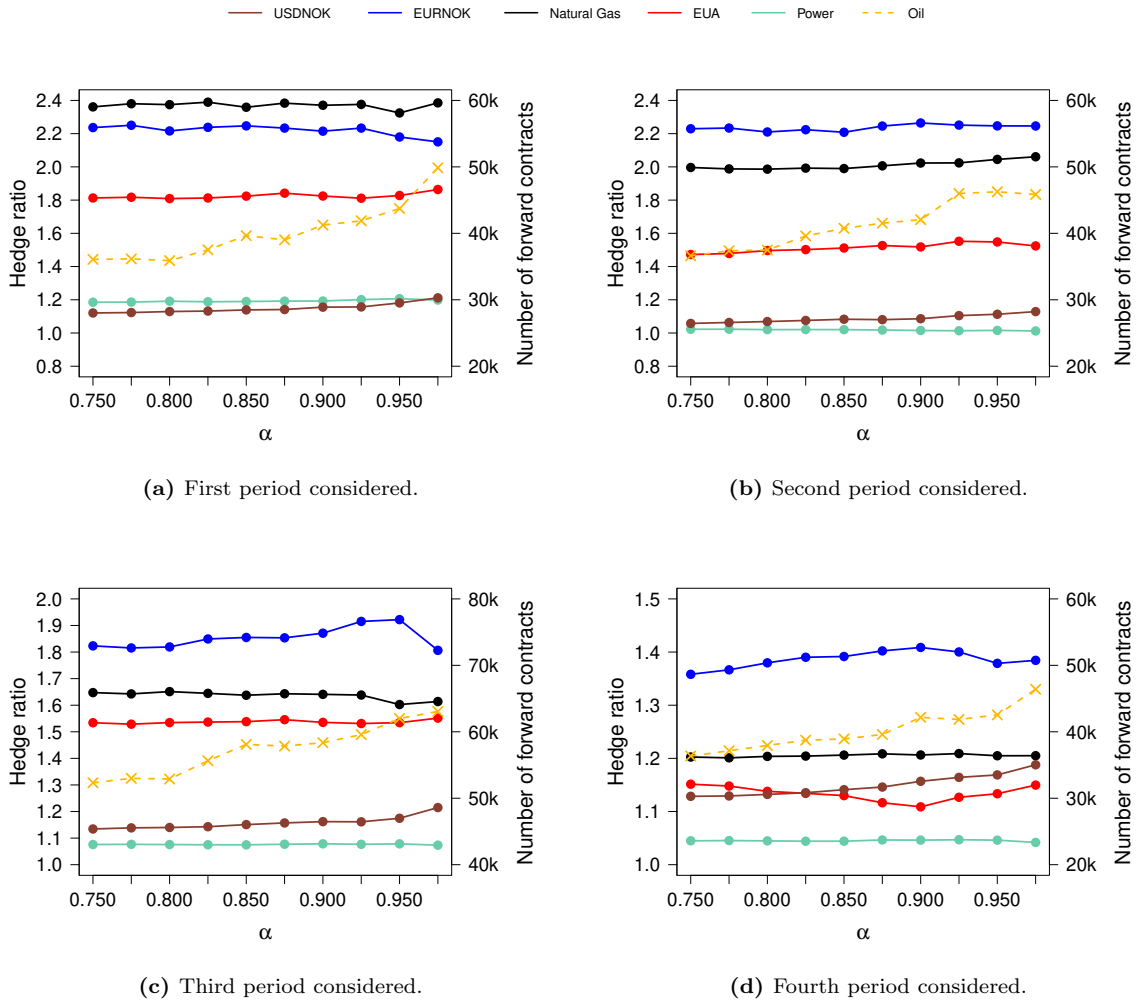 USDNOK EURNOK Natural Gas EUA Power Oil
2.4
2.2
2.0
1.8
1.6
1.4
1.2
1.0
0.8
Hedge ratio
60k
50k
40k
30k
20k
Number of forward contracts
0.750 0.800 0.850 0.900 0.950
α
(a) First period considered.
2.4
2.2
2.0
1.8
1.6
1.4
1.2
1.0
0.8
Hedge ratio
60k
50k
40k
30k
20k
Number of forward contracts
0.750 0.800 0.850 0.900 0.950
α
(b) Second period considered.
2.0
1.9
1.8
1.7
1.6
1.5
1.4
1.3
1.2
1.1
1.0
Hedge ratio
80k
70k
60k
50k
40k
Number of forward contracts
0.750 0.800 0.850 0.900 0.950
α
(c) Third period considered.
1.5
1.4
1.3
1.2
1.1
1.0
Hedge ratio
60k
50k
40k
30k
20k
Number of forward contracts
0.750 0.800 0.850 0.900 0.950
α
(d) Fourth period considered.